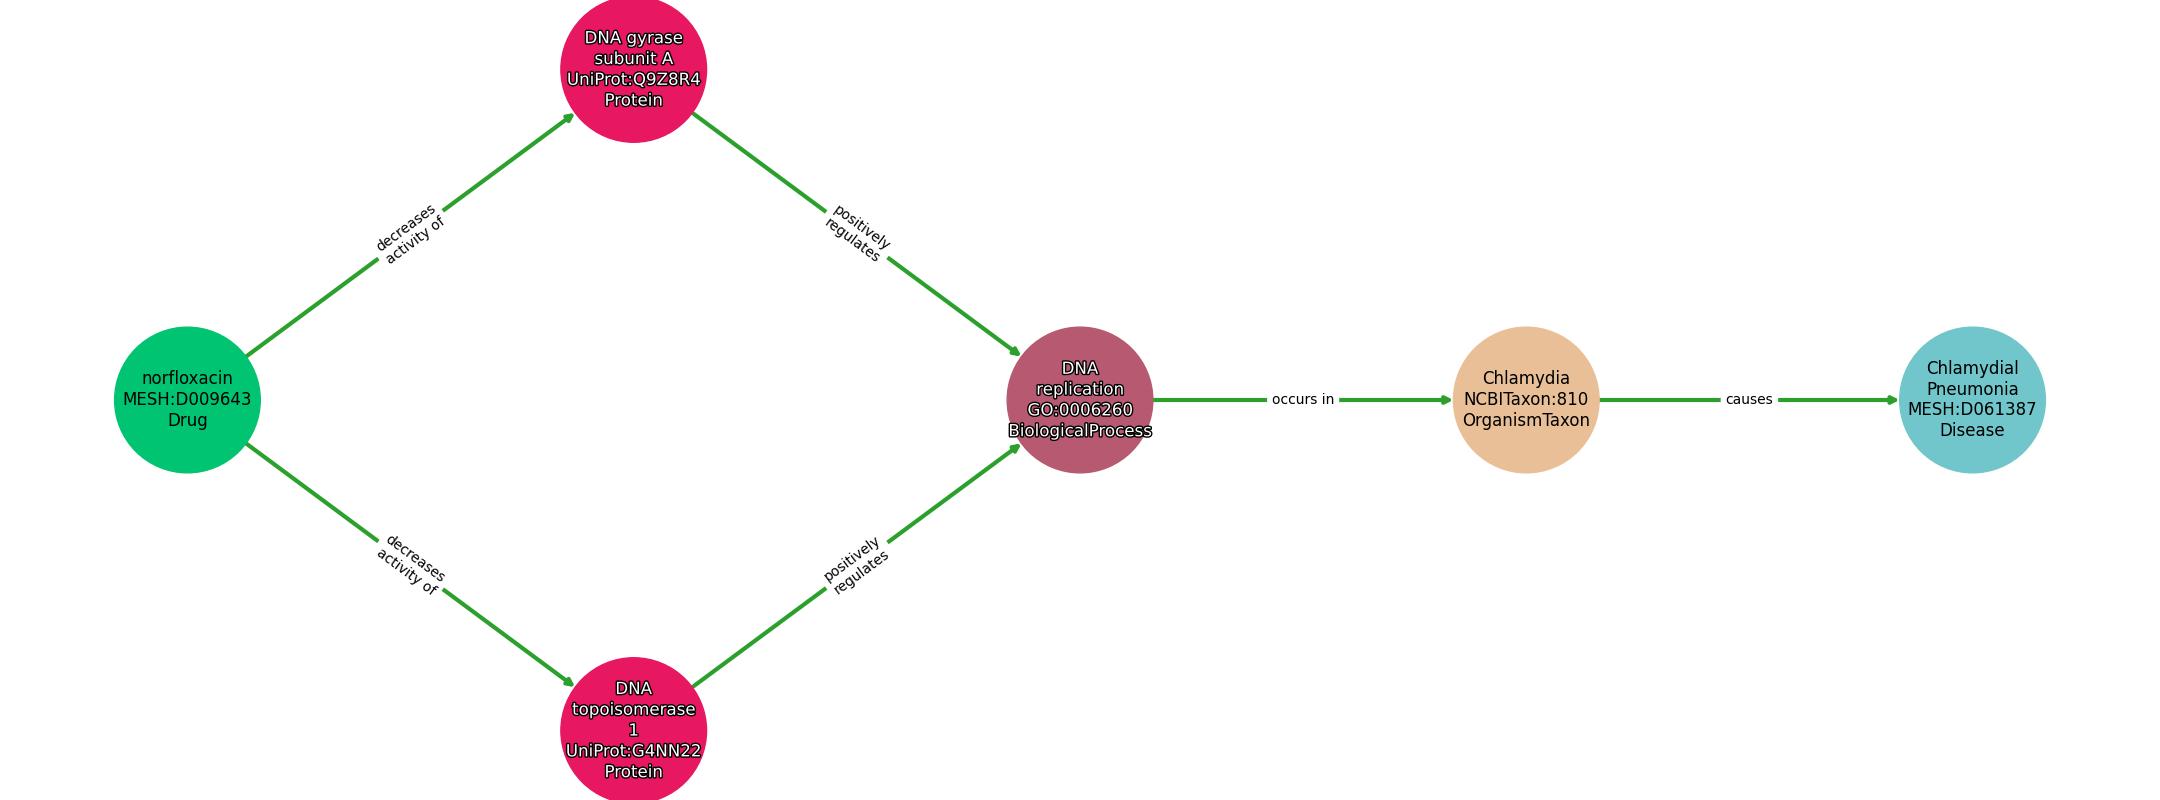 DNA gyrase
subunit A
UniProt:Q9Z8R4
Protein
decreases
activity of
positively
regulates
norfloxacin
MESH:D009643
Drug
DNA
replication
GO:0006260
BiologicalProcess
occurs in
Chlamydia
NCBITaxon:810
OrganismTaxon
causes
Chlamydial
Pneumonia
MESH:D061387
Disease
decreases
activity of
positively
regulates
DNA
topoisomerase
1
UniProt:G4NN22
Protein